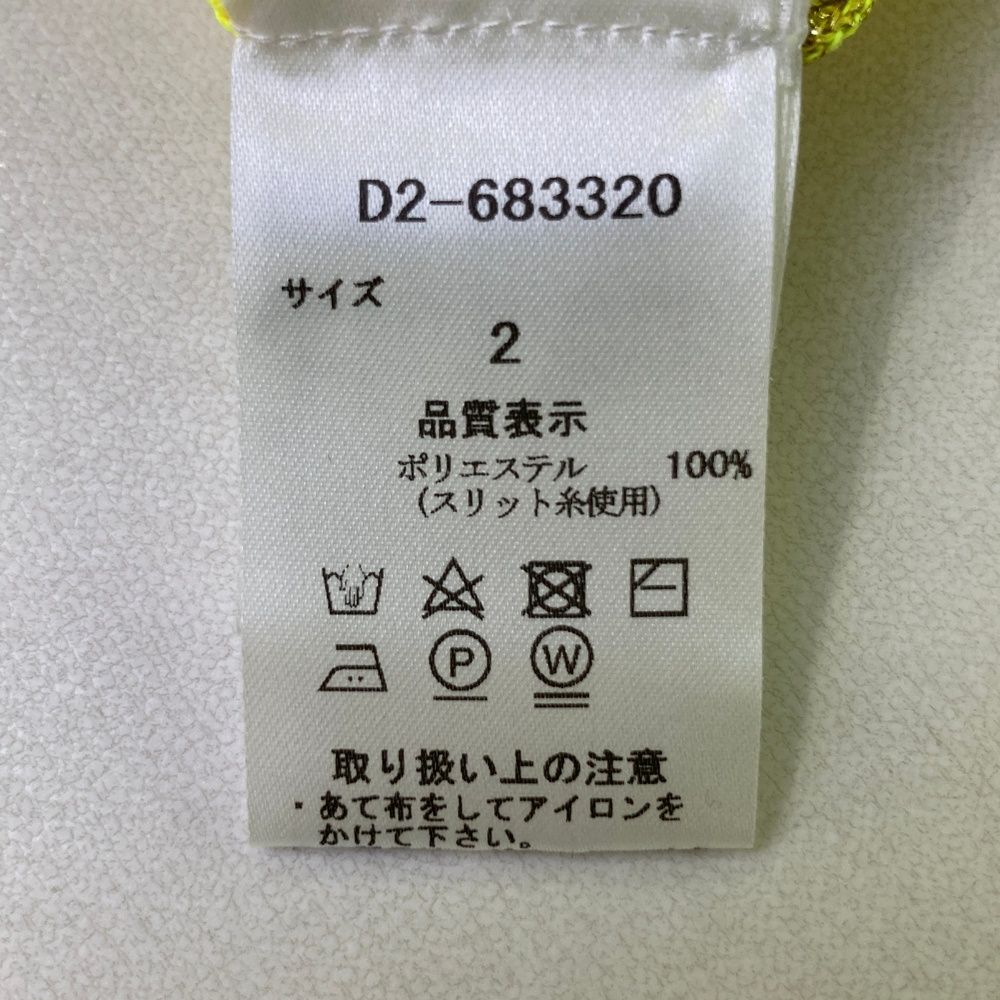 D2-683320
サイズ
2
品質表示
ポリエステル 100%
(スリット糸使用)
P W
取り扱い上の注意
・あて布をしてアイロンを
かけて下さい。